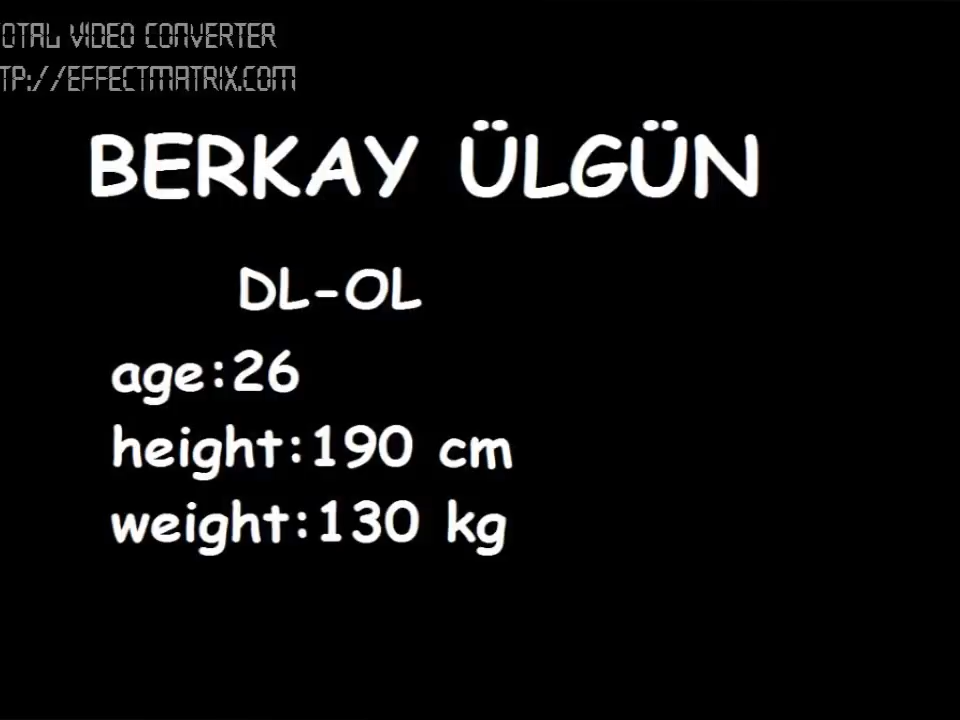 OTAL VIDEO CONVERTER
TP://EFFECTMATRIX.COM
BERKAY ÜLGÜN
DL-OL
age:26
height:190 cm
weight:130 kg